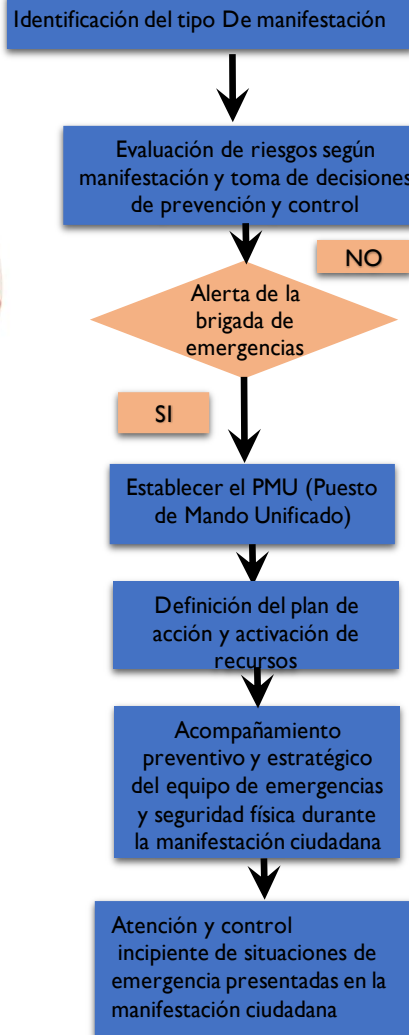 Identificación del tipo De manifestación
Evaluación de riesgos según
manifestación y toma de decisiones
de prevención y control
NO
Alerta de la
brigada de
emergencias
SI
Establecer el PMU (Puesto
de Mando Unificado)
Definición del plan de
acción y activación de
recursos
Acompañamiento
preventivo y estratégico
del equipo de emergencias
y seguridad física durante
la manifestación ciudadana
Atención y control
incipiente de situaciones de
emergencia presentadas en la
manifestación ciudadana